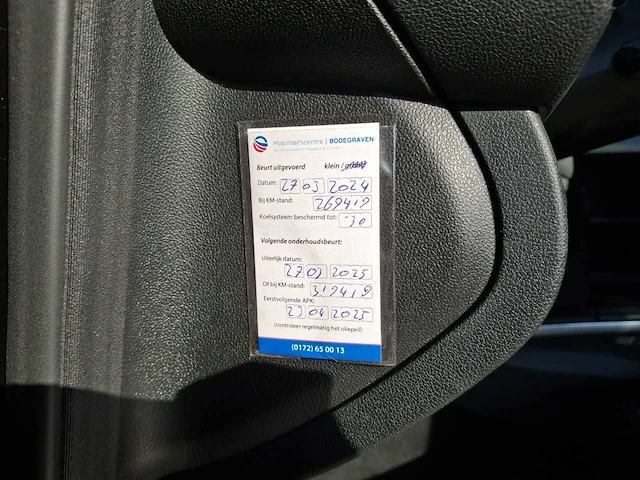 Mobiliteitscentre | BODEGRAVEN
Beurt uitgevoerd klein / groot
Datum: 27 03 2024
Bij KM-stand: 269419
Koelsysteem beschermd tot: -30
Volgende onderhoudsbeurt:
Uiterlijk datum:
27 03 2025
Of bij KM-stand: 319419
Eerstvolgende APK:
23 04 2025
(controleer regelmatig het oliepeil)
(0172) 65 00 13